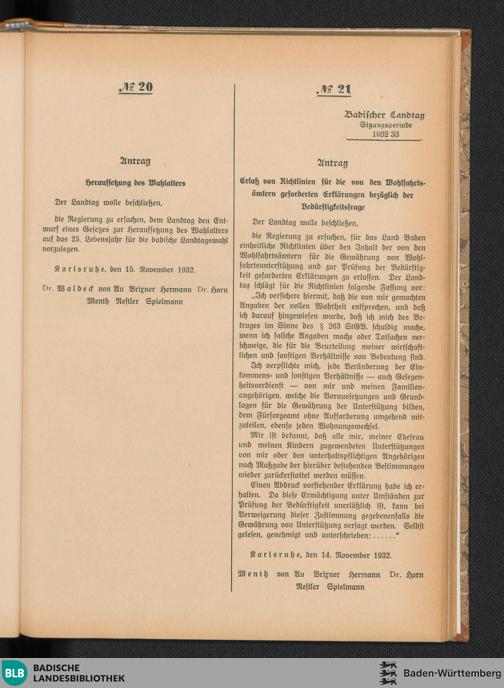 № 20
Antrag
Heraufsetzung des Wahlalters
Der Landtag wolle beschließen,
die Regierung zu ersuchen, dem Landtag den Ent-
wurf eines Gesetzes zur Heraufsetzung des Wahlalters
auf das 25. Lebensjahr für die badische Landtagswahl
vorzulegen.
Karlsruhe, den 15. November 1932.
Dr. Waldeck von Au Brixner Hermann Dr. Horn
Menth Nestler Spielmann
№ 21
Badischer Landtag
Sitzungsperiode
1932 33
Antrag
Erlaß von Richtlinien für die von den Wohlfahrts-
ämtern geforderten Erklärungen bezüglich der
Bedürftigkeitsfrage
Der Landtag wolle beschließen,
die Regierung zu ersuchen, für das Land Baden
einheitliche Richtlinien über den Inhalt der von den
Wohlfahrtsämtern für die Gewährung von Wohl-
fahrtsunterstützung und zur Prüfung der Bedürftig-
keit geforderten Erklärungen zu erlassen. Der Land-
tag schlägt für die Richtlinien folgende Fassung vor:
„Ich versichere hiermit, daß die von mir gemachten
Angaben der vollen Wahrheit entsprechen, und daß
ich darauf hingewiesen wurde, daß ich mich des Be-
truges im Sinne des § 263 StGB. schuldig mache,
wenn ich falsche Angaben mache oder Tatsachen ver-
schweige, die für die Beurteilung meiner wirtschaft-
lichen und sonstigen Verhältnisse von Bedeutung sind.
Ich verpflichte mich, jede Veränderung der Ein-
kommens- und sonstigen Verhältnisse — auch Gelegen-
heitsverdienst — von mir und meinen Familien-
angehörigen, welche die Voraussetzungen und Grund-
lagen für die Gewährung der Unterstützung bilden,
dem Fürsorgeamt ohne Aufforderung umgehend mit-
zuteilen, ebenso jeden Wohnungswechsel.
Mir ist bekannt, daß alle mir, meiner Ehefrau
und meinen Kindern zugewendeten Unterstützungen
von mir oder den unterhaltspflichtigen Angehörigen
nach Maßgabe der hierüber bestehenden Bestimmungen
wieder zurückerstattet werden müssen.
Einen Abdruck vorstehender Erklärung habe ich er-
halten. Da diese Ermächtigung unter Umständen zur
Prüfung der Bedürftigkeit unerläßlich ist, kann bei
Verweigerung dieser Zustimmung gegebenenfalls die
Gewährung von Unterstützung versagt werden. Selbst
gelesen, genehmigt und unterschrieben: ......“
Karlsruhe, den 14. November 1932.
Menth von Au Brixner Hermann Dr. Horn
Nestler Spielmann
BLB BADISCHE
LANDESBIBLIOTHEK
Baden-Württemberg